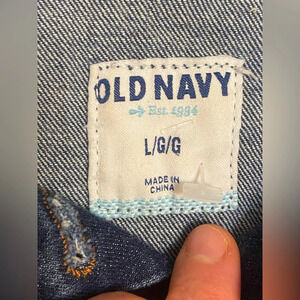 OLD NAVY
Est. 1994
L/G/G
MADE IN
CHINA